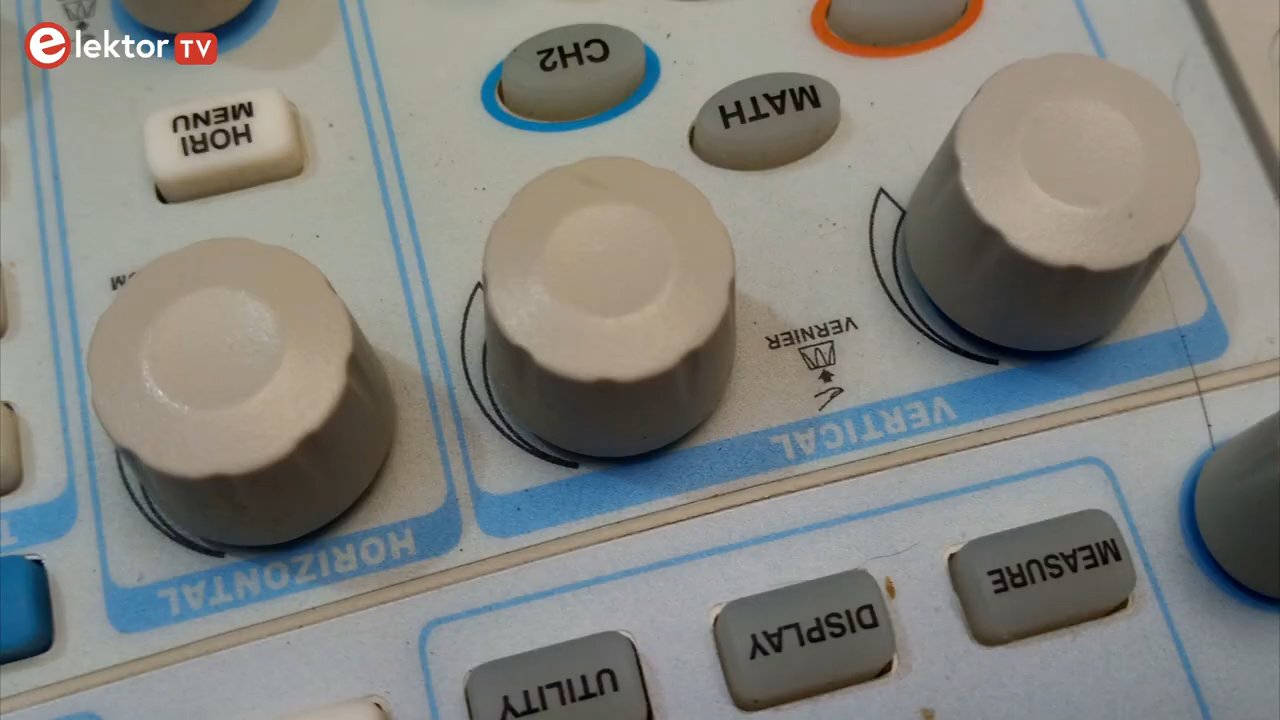 elektor TV
CH2
MATH
HORI
MENU
VERNIER
VERTICAL
HORIZONTAL
MEASURE
DISPLAY
UTILITY